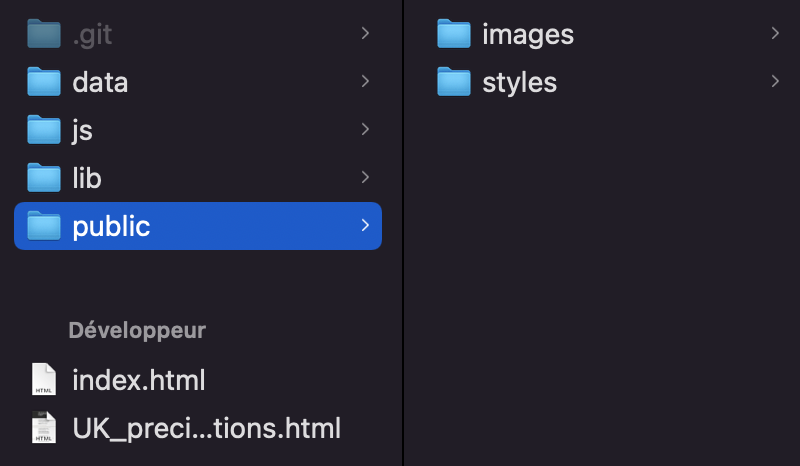 .git
data
js
lib
public
Développeur
index.html
UK_preci...tions.html
images
styles